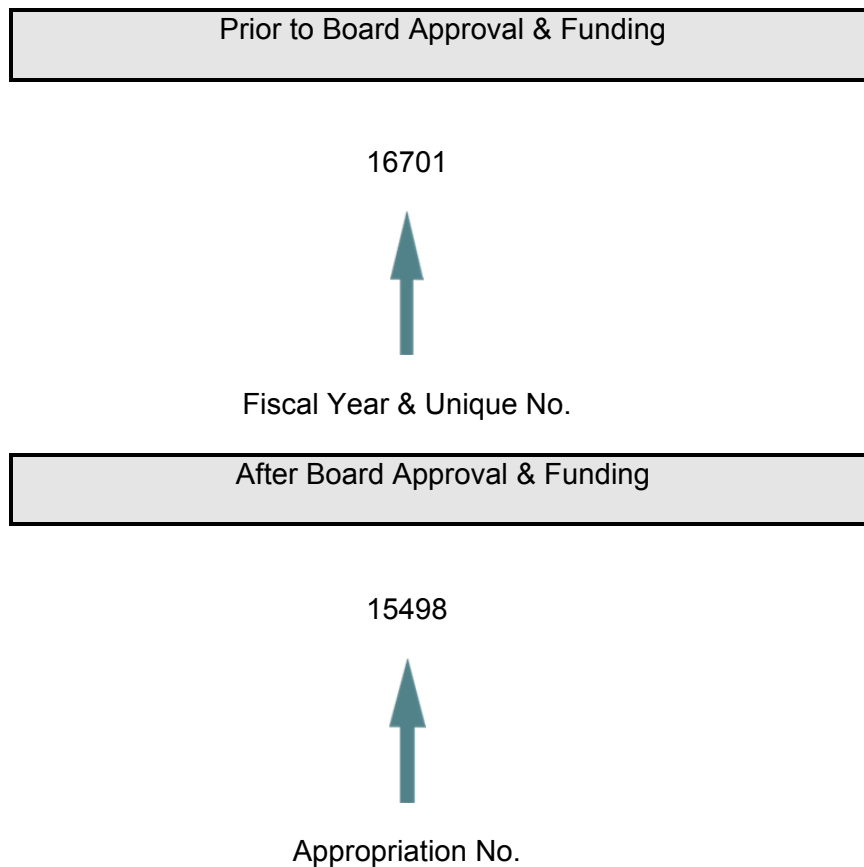 Prior to Board Approval & Funding
16701
Fiscal Year & Unique No.
After Board Approval & Funding
15498
Appropriation No.